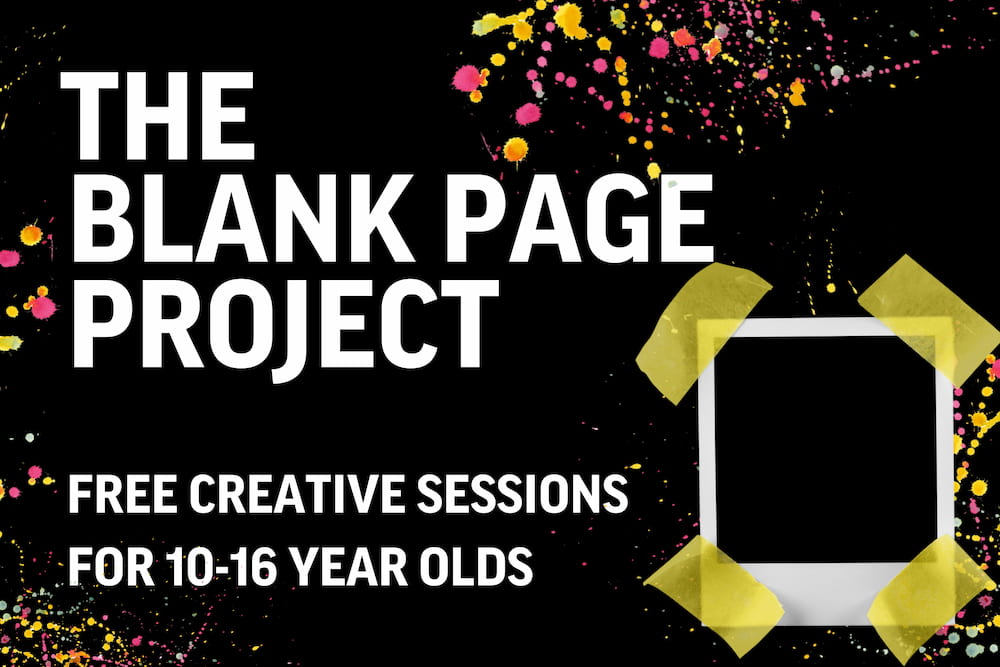 THE
BLANK PAGE
PROJECT
FREE CREATIVE SESSIONS
FOR 10-16 YEAR OLDS